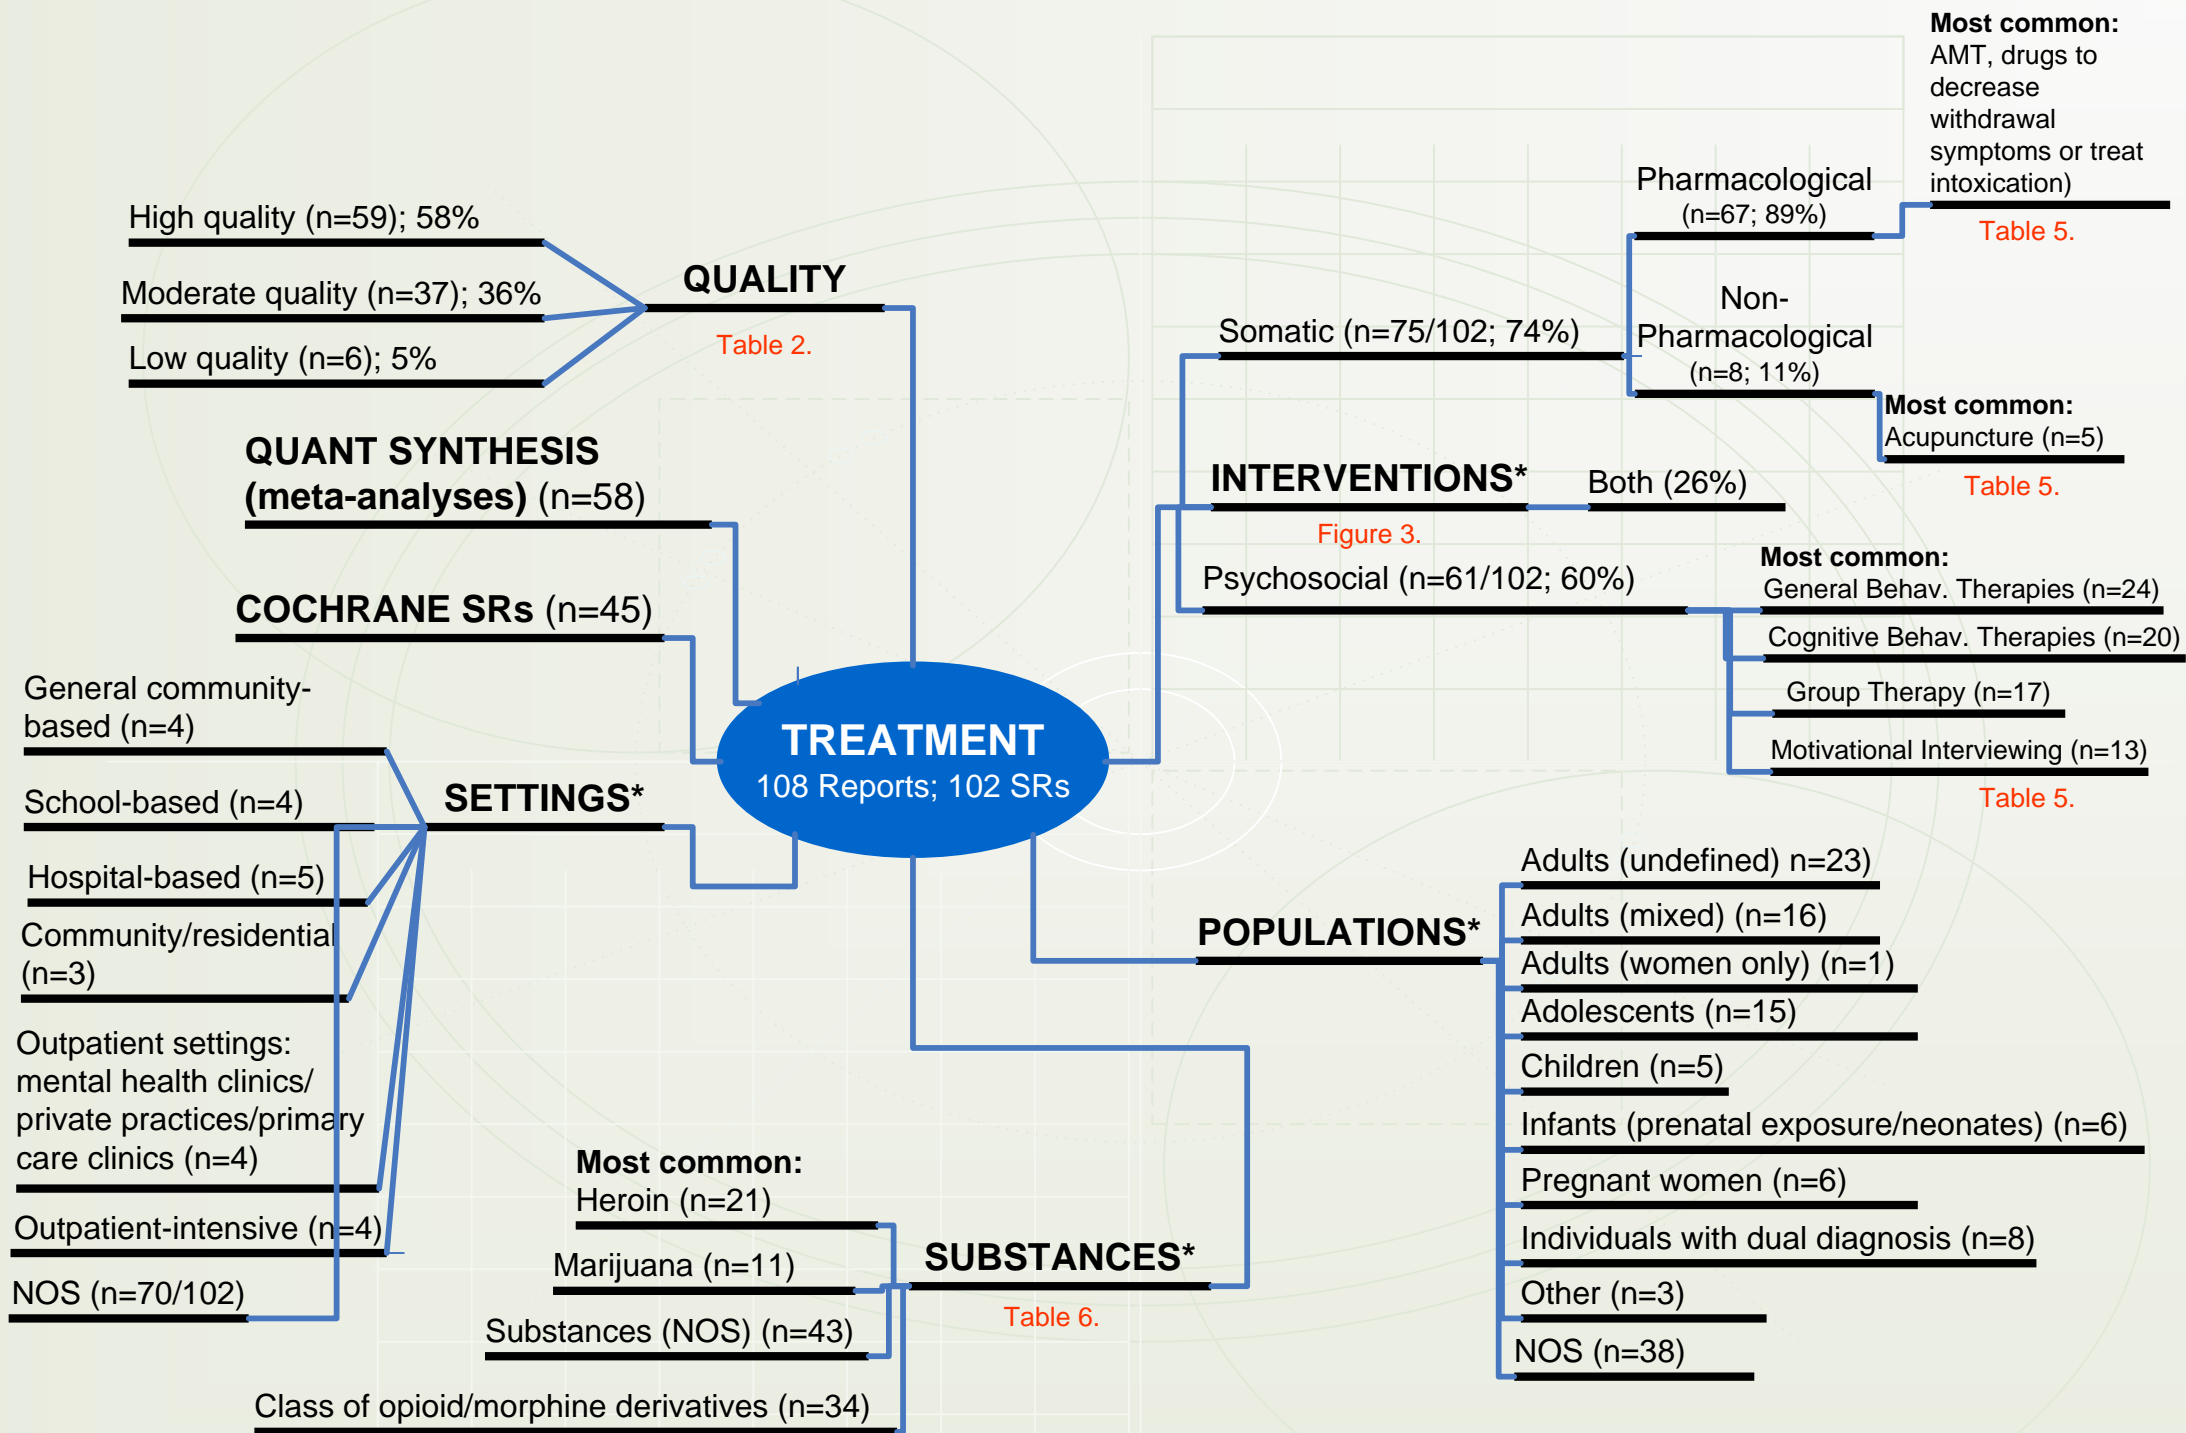 High quality (n=59); 58%
Moderate quality (n=37); 36%
Low quality (n=6); 5%
QUALITY
Table 2.
QUANT SYNTHESIS
(meta-analyses) (n=58)
COCHRANE SRs (n=45)
General community-
based (n=4)
School-based (n=4)
Hospital-based (n=5)
Community/residential
(n=3)
Outpatient settings:
mental health clinics/
private practices/primary
care clinics (n=4)
Outpatient-intensive (n=4)
NOS (n=70/102)
SETTINGS*
TREATMENT
108 Reports; 102 SRs
Most common:
Heroin (n=21)
Marijuana (n=11)
Substances (NOS) (n=43)
Class of opioid/morphine derivatives (n=34)
SUBSTANCES*
Table 6.
INTERVENTIONS*
Figure 3.
Both (26%)
Somatic (n=75/102; 74%)
Pharmacological
(n=67; 89%)
Most common:
AMT, drugs to
decrease
withdrawal
symptoms or treat
intoxication)
Table 5.
Non-
Pharmacological
(n=8; 11%)
Most common:
Acupuncture (n=5)
Table 5.
Psychosocial (n=61/102; 60%)
Most common:
General Behav. Therapies (n=24)
Cognitive Behav. Therapies (n=20)
Group Therapy (n=17)
Motivational Interviewing (n=13)
Table 5.
POPULATIONS*
Adults (undefined) n=23)
Adults (mixed) (n=16)
Adults (women only) (n=1)
Adolescents (n=15)
Children (n=5)
Infants (prenatal exposure/neonates) (n=6)
Pregnant women (n=6)
Individuals with dual diagnosis (n=8)
Other (n=3)
NOS (n=38)